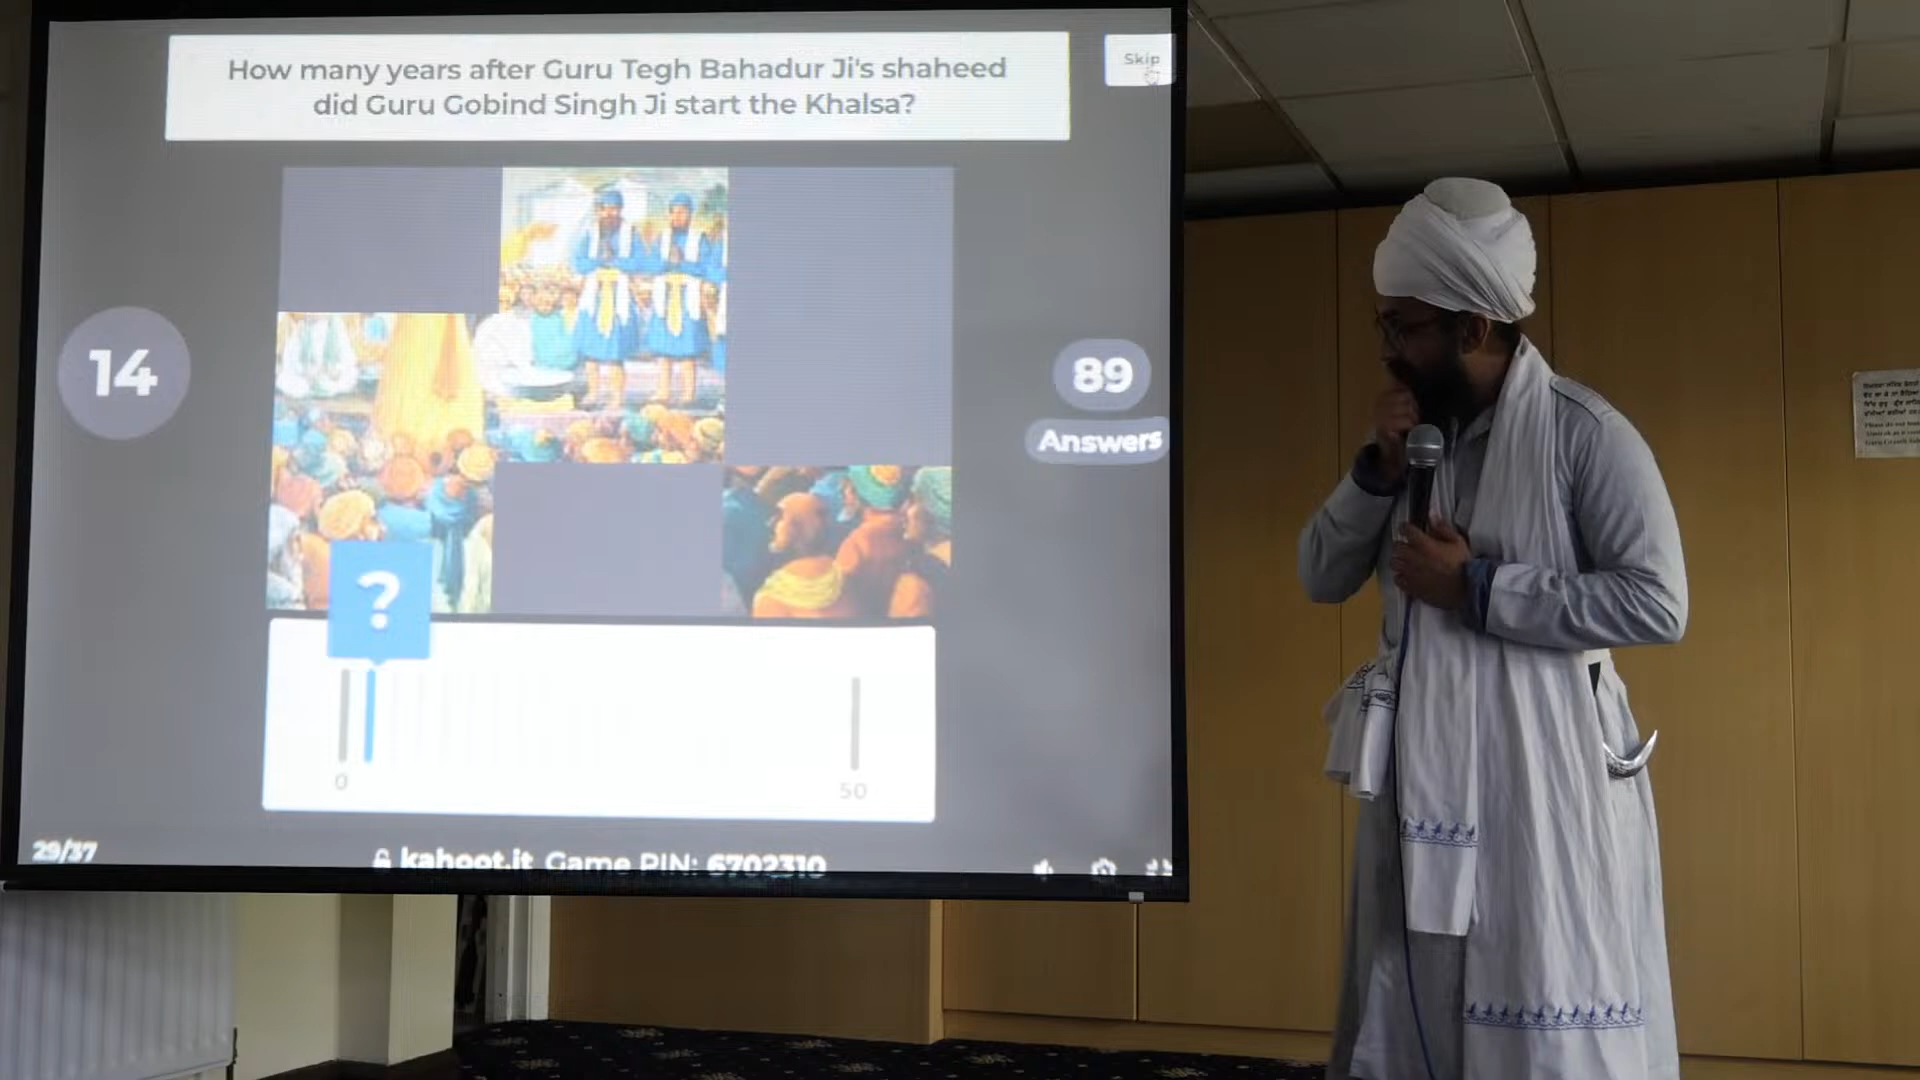 How many years after Guru Tegh Bahadur Ji's shaheed
did Guru Gobind Singh Ji start the Khalsa?
Skip
14
89
Answers
?
0
50
29/37
kahoot.it Game PIN: 6702310